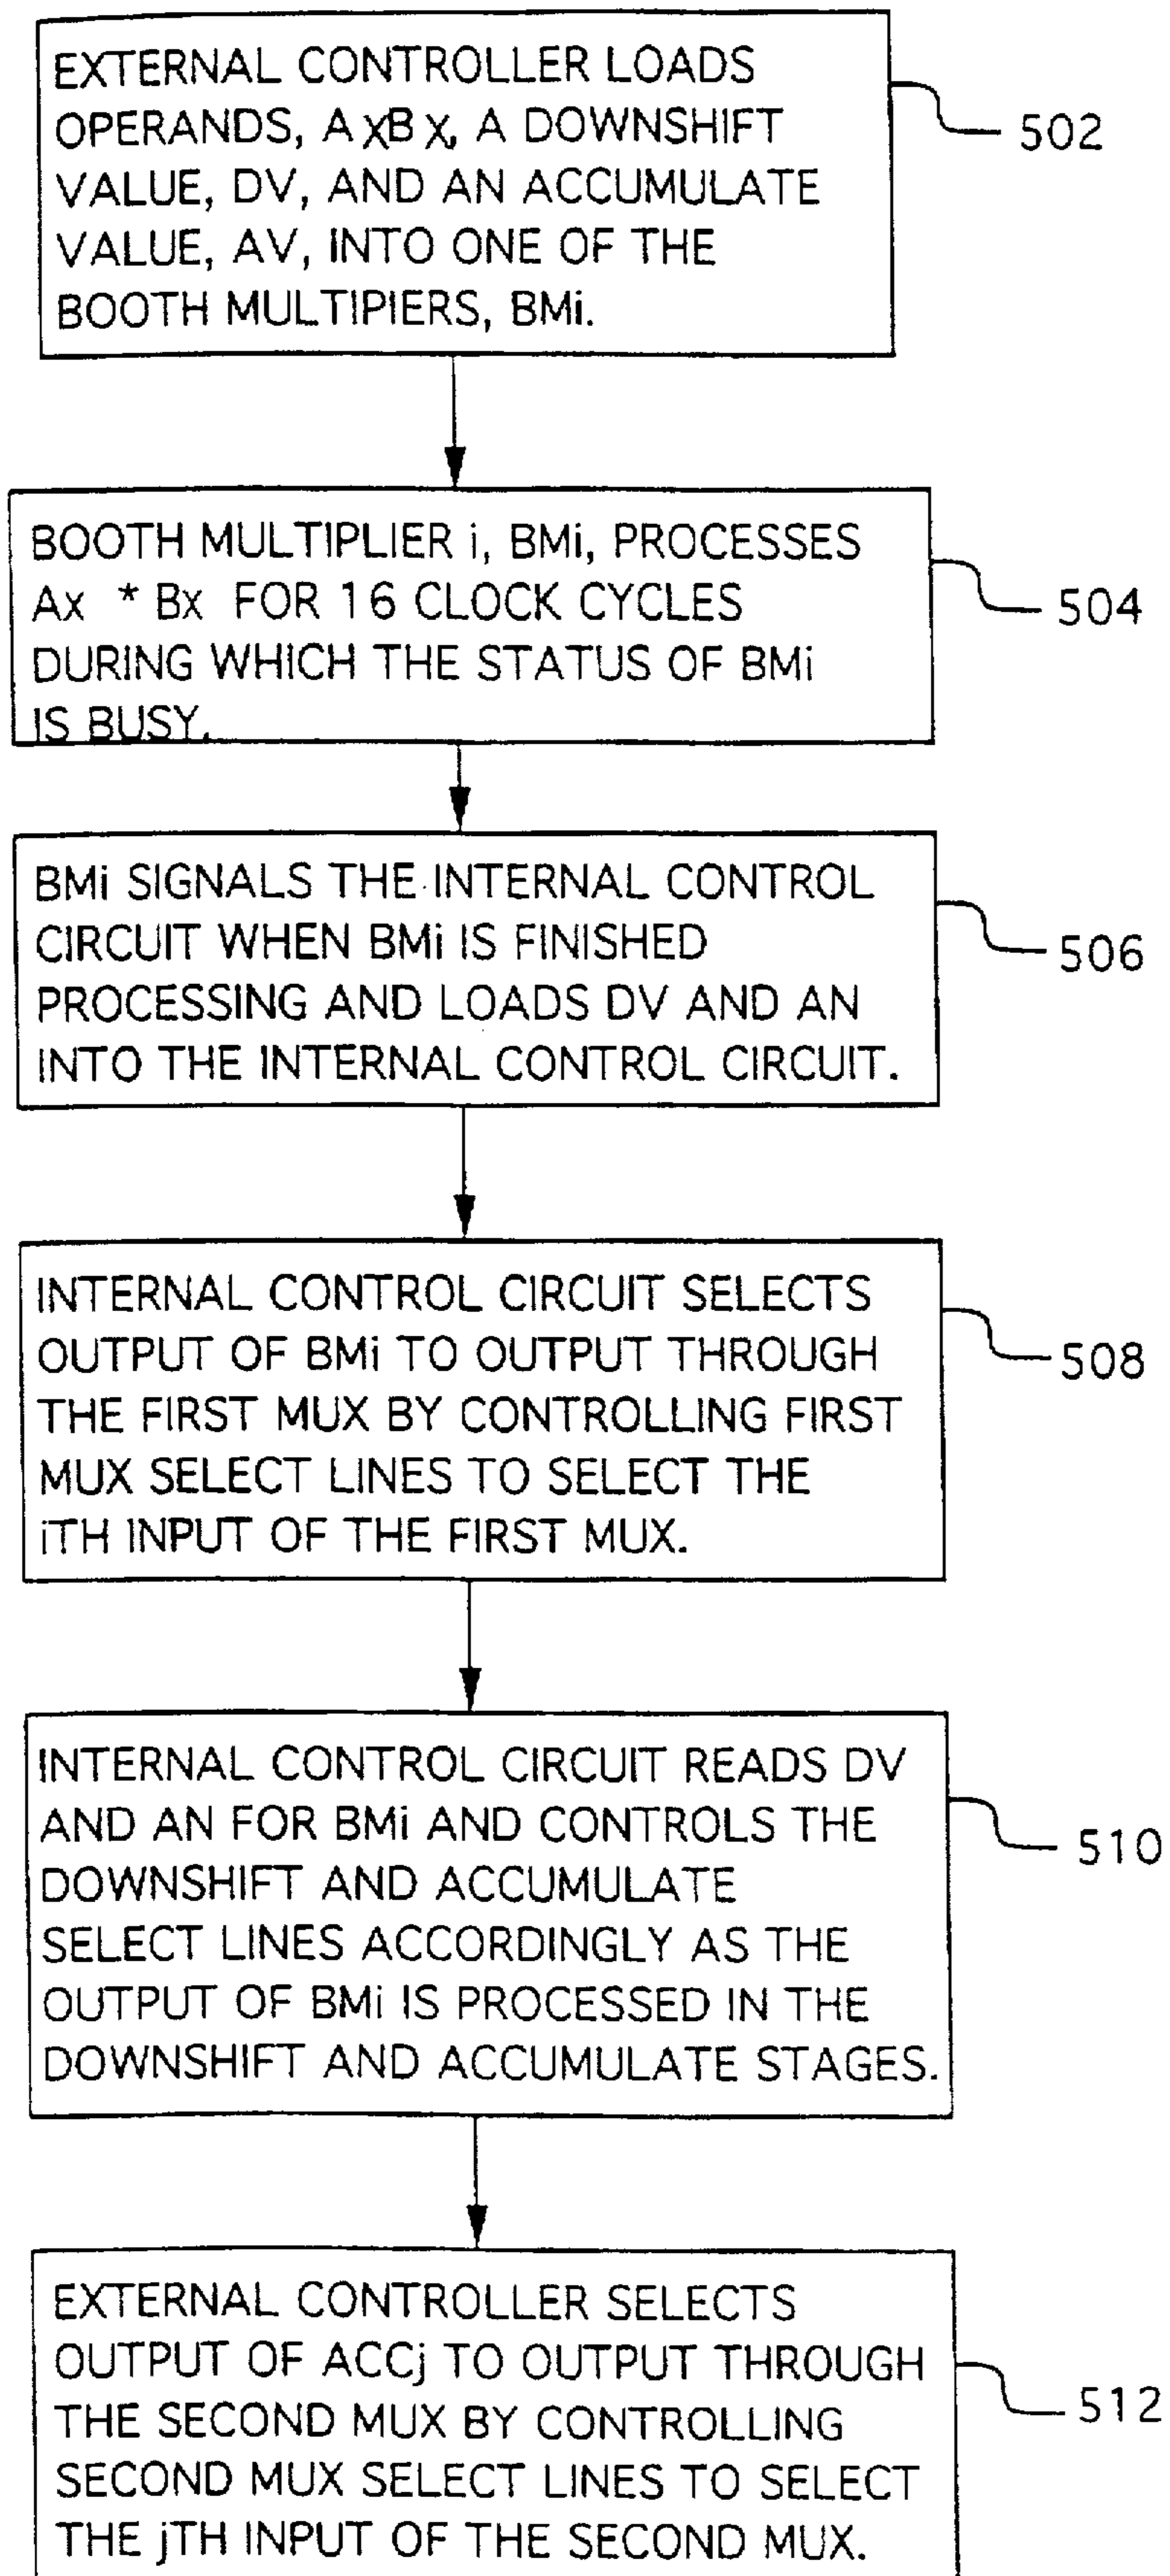 EXTERNAL CONTROLLER LOADS
OPERANDS, AxBx, A DOWNSHIFT
VALUE, DV, AND AN ACCUMULATE
VALUE, AV, INTO ONE OF THE
BOOTH MULTIPIERS, BMi.
502
BOOTH MULTIPLIER i, BMi, PROCESSES
Ax * Bx FOR 16 CLOCK CYCLES
DURING WHICH THE STATUS OF BMi
IS BUSY.
504
BMi SIGNALS THE INTERNAL CONTROL
CIRCUIT WHEN BMi IS FINISHED
PROCESSING AND LOADS DV AND AN
INTO THE INTERNAL CONTROL CIRCUIT.
506
INTERNAL CONTROL CIRCUIT SELECTS
OUTPUT OF BMi TO OUTPUT THROUGH
THE FIRST MUX BY CONTROLLING FIRST
MUX SELECT LINES TO SELECT THE
iTH INPUT OF THE FIRST MUX.
508
INTERNAL CONTROL CIRCUIT READS DV
AND AN FOR BMi AND CONTROLS THE
DOWNSHIFT AND ACCUMULATE
SELECT LINES ACCORDINGLY AS THE
OUTPUT OF BMi IS PROCESSED IN THE
DOWNSHIFT AND ACCUMULATE STAGES.
510
EXTERNAL CONTROLLER SELECTS
OUTPUT OF ACCj TO OUTPUT THROUGH
THE SECOND MUX BY CONTROLLING
SECOND MUX SELECT LINES TO SELECT
THE jTH INPUT OF THE SECOND MUX.
512